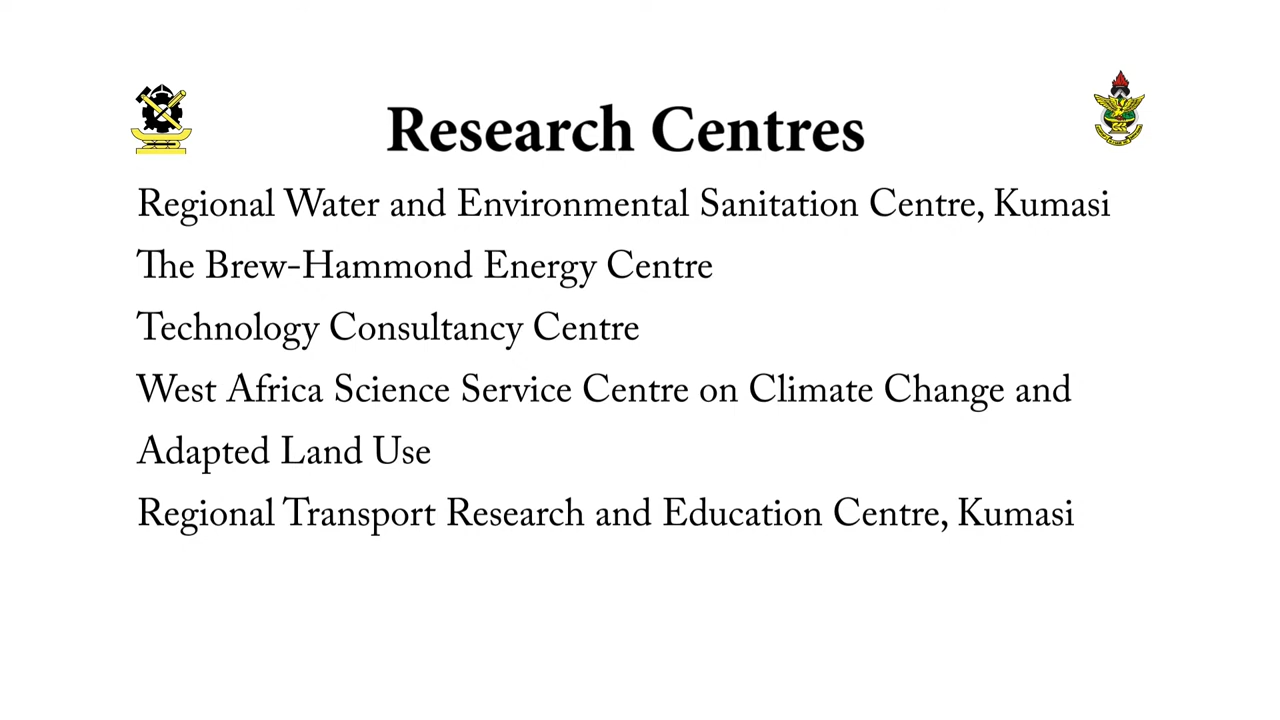 Research Centres
Regional Water and Environmental Sanitation Centre, Kumasi
The Brew-Hammond Energy Centre
Technology Consultancy Centre
West Africa Science Service Centre on Climate Change and
Adapted Land Use
Regional Transport Research and Education Centre, Kumasi